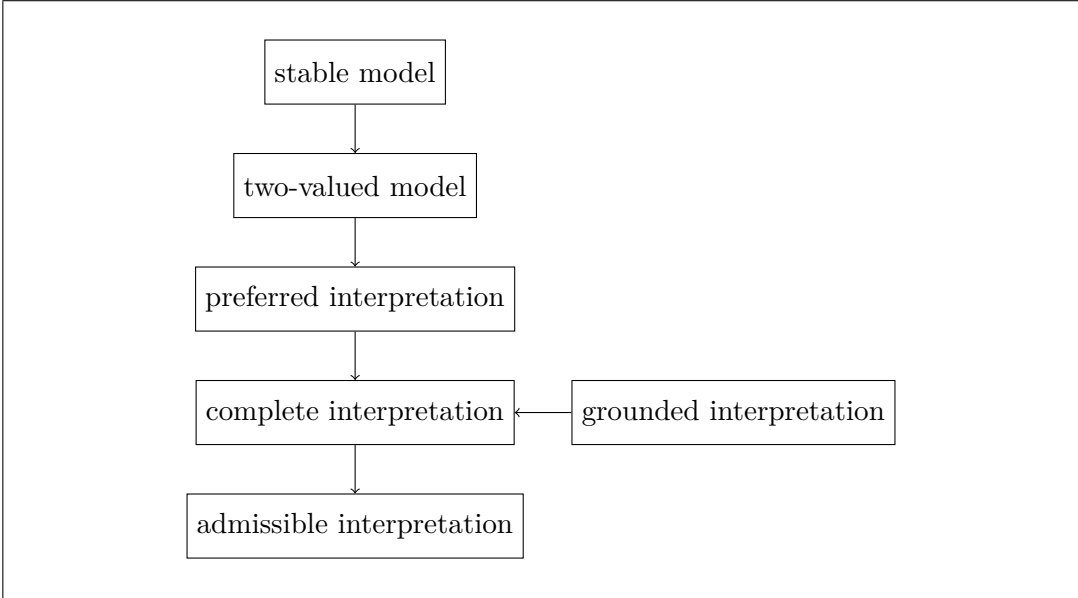 stable model
two-valued model
preferred interpretation
complete interpretation
grounded interpretation
admissible interpretation